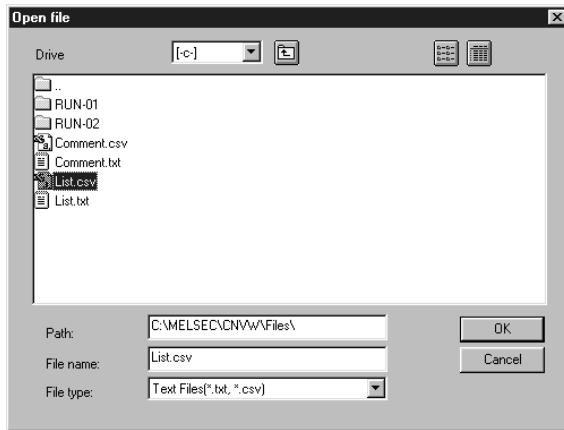 Open file
Drive [-c-]
..
RUN-01
RUN-02
Comment.csv
Comment.txt
List.csv
List.txt
Path: C:\MELSEC\CNVW\Files\
OK
File name: List.csv
Cancel
File type: Text Files(*.txt, *.csv)